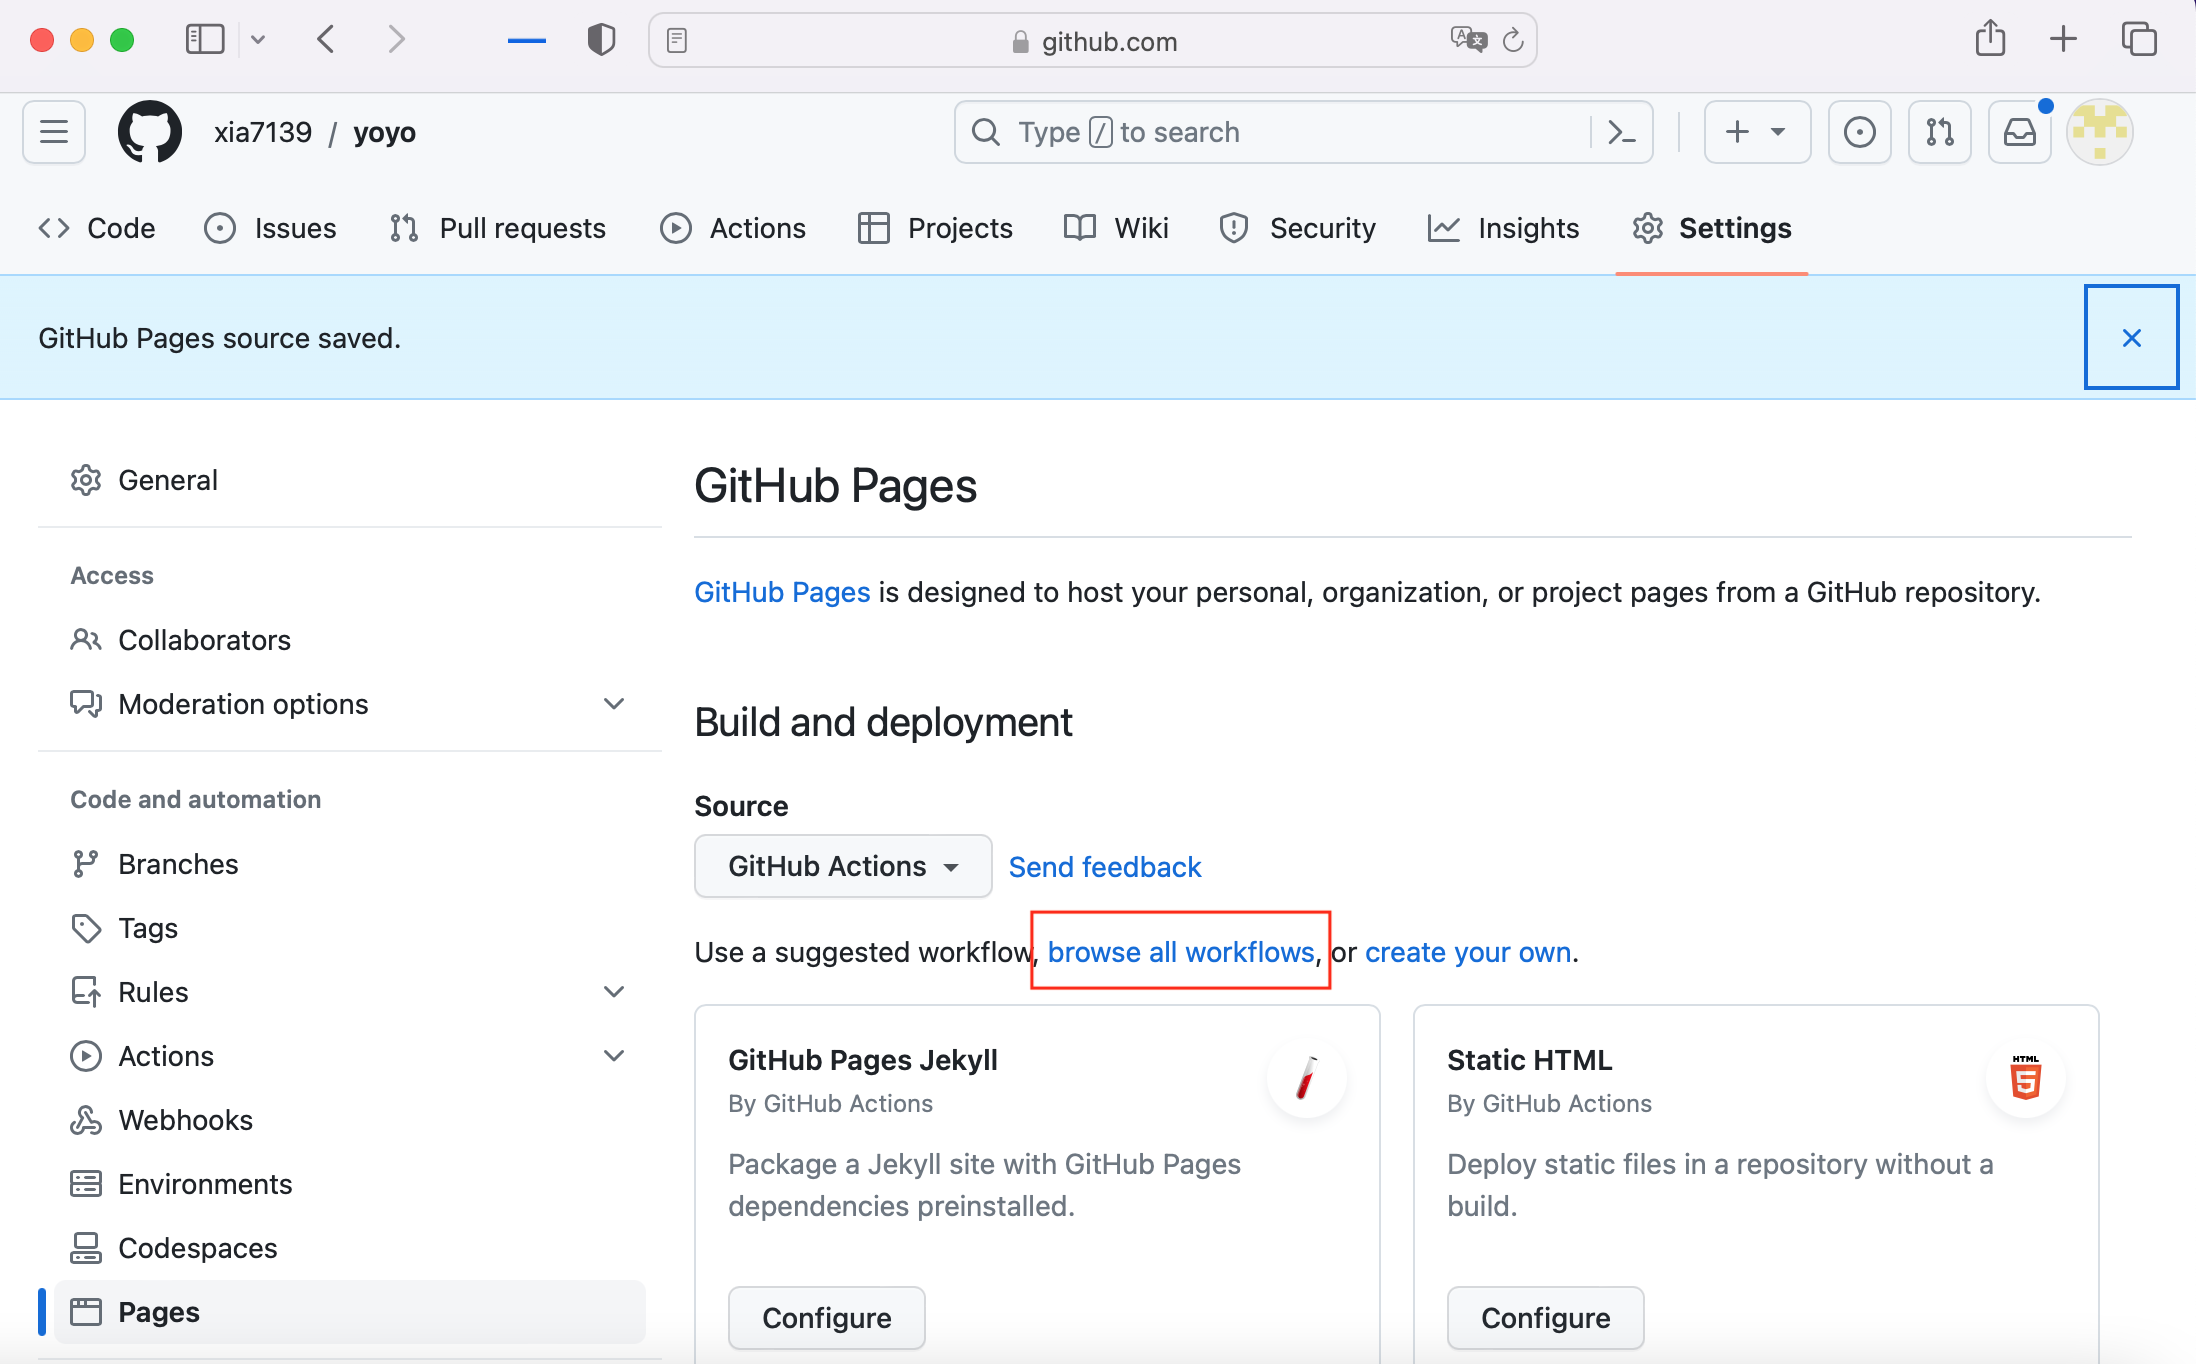 github.com
xia7139 / yoyo
Type / to search
Code Issues Pull requests Actions Projects Wiki Security Insights Settings
GitHub Pages source saved.
General
Access
Collaborators
Moderation options
Code and automation
Branches
Tags
Rules
Actions
Webhooks
Environments
Codespaces
Pages
GitHub Pages
GitHub Pages is designed to host your personal, organization, or project pages from a GitHub repository.
Build and deployment
Source
GitHub Actions Send feedback
Use a suggested workflow, browse all workflows, or create your own.
GitHub Pages Jekyll
By GitHub Actions
Package a Jekyll site with GitHub Pages
dependencies preinstalled.
Configure
Static HTML
By GitHub Actions
HTML
5
Deploy static files in a repository without a
build.
Configure